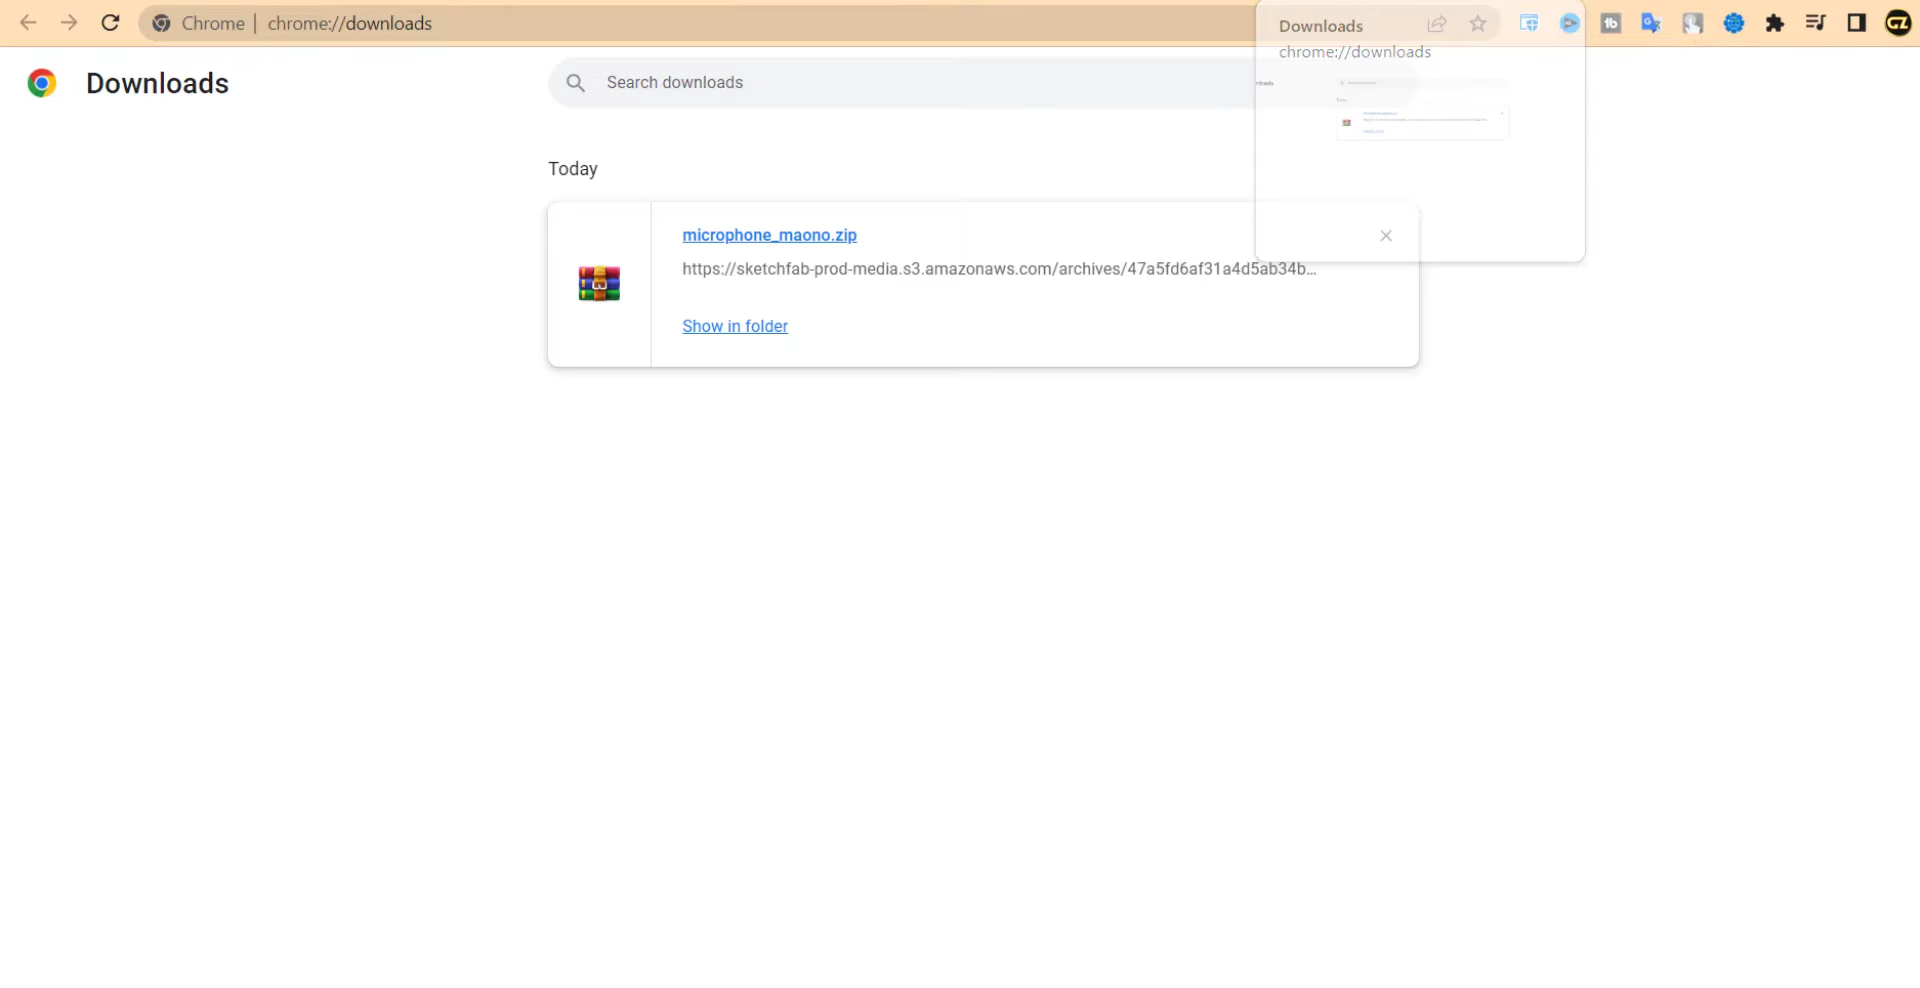 Chrome | chrome://downloads
Downloads
chrome://downloads
Downloads
Search downloads
Today
microphone_maono.zip
https://sketchfab-prod-media.s3.amazonaws.com/archives/47a5fd6af31a4d5ab34b...
Show in folder